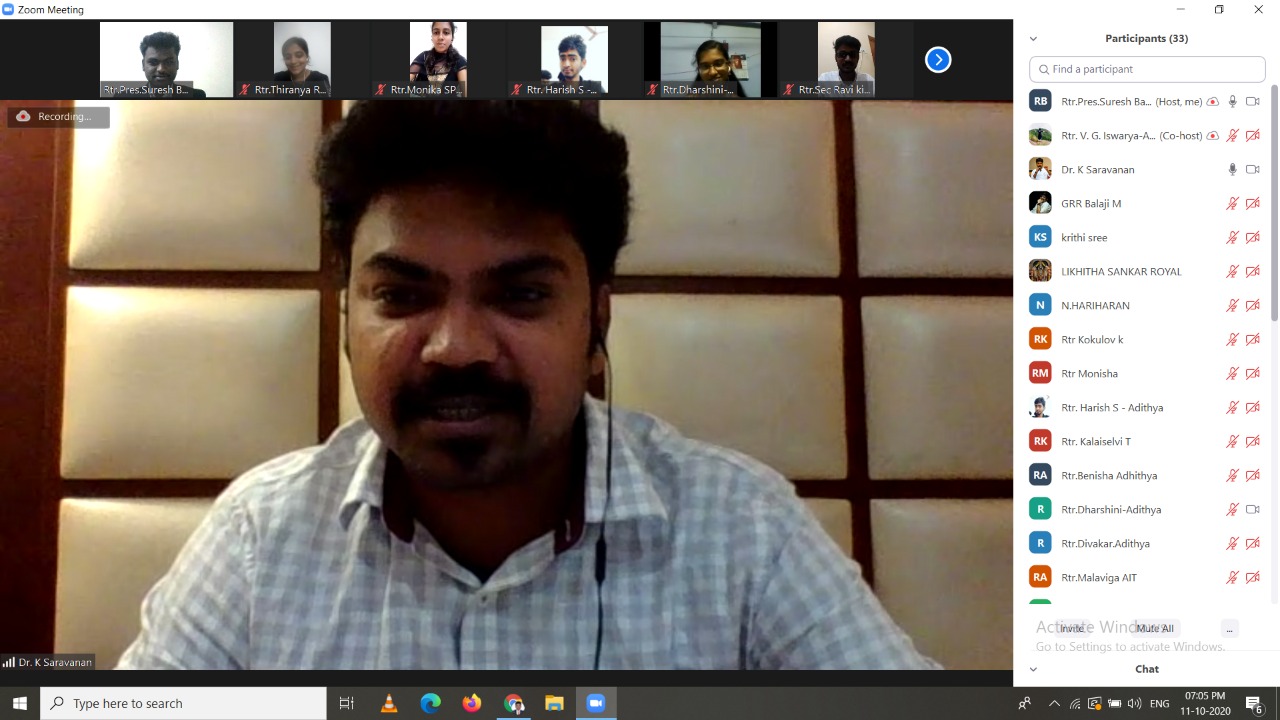 Zoom Meeting
Rtr.Pres.Suresh B...
Rtr.Thiranya R...
Rtr.Monika SP...
Rtr. Harish S -...
Rtr.Dharshini-...
Rtr.Sec Ravi ki...
Recording...
Dr. K Saravanan
Participants (33)
Find a participant
RB Rtr.Pres.Suresh Ba... (Host, me)
Rtr. V. G. Iswarya-A... (Co-host)
Dr. K Saravanan
GRR Balaji M
KS krithi sree
LIKHITHA SANKAR ROYAL
N N.HARIHARAN
RK Rtr Kokulov k
RM Rtr Monisha
Rtr. Harish S - Adithya
RK Rtr. Kalaiselvi T
RA Rtr.Benisha Adhithya
R Rtr.Dharshini-Adithya
R Rtr.Divakar.Adithya
RA Rtr.Malaviga AIT
Invite Mute All ...
Activate Windows
Go to Settings to activate Windows.
Chat
Type here to search
ENG
07:05 PM
11-10-2020
6